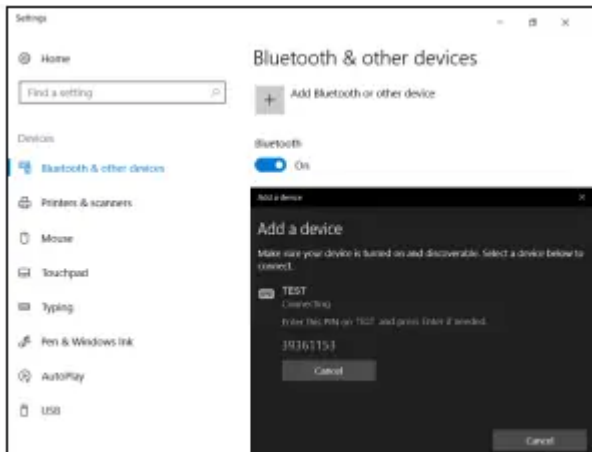 Settings
Home
Find a setting
Devices
Bluetooth & other devices
Printers & scanners
Mouse
Touchpad
Typing
Pen & Windows Ink
AutoPlay
USB
Bluetooth & other devices
Add Bluetooth or other device
Bluetooth
On
Add a device
Add a device
Make sure your device is turned on and discoverable. Select a device below to
connect.
TEST
Connecting
Enter this PIN on TEST and press Enter if needed.
39361153
Cancel
Cancel